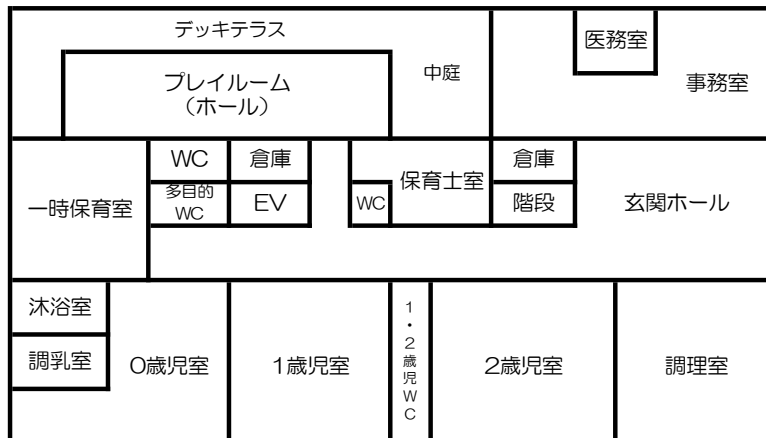 デッキテラス
医務室
プレイルーム
（ホール）
中庭
事務室
WC
倉庫
保育士室
倉庫
一時保育室
多目的
WC
EV
WC
階段
玄関ホール
沐浴室
調乳室
0歳児室
1歳児室
1・2歳児WC
2歳児室
調理室